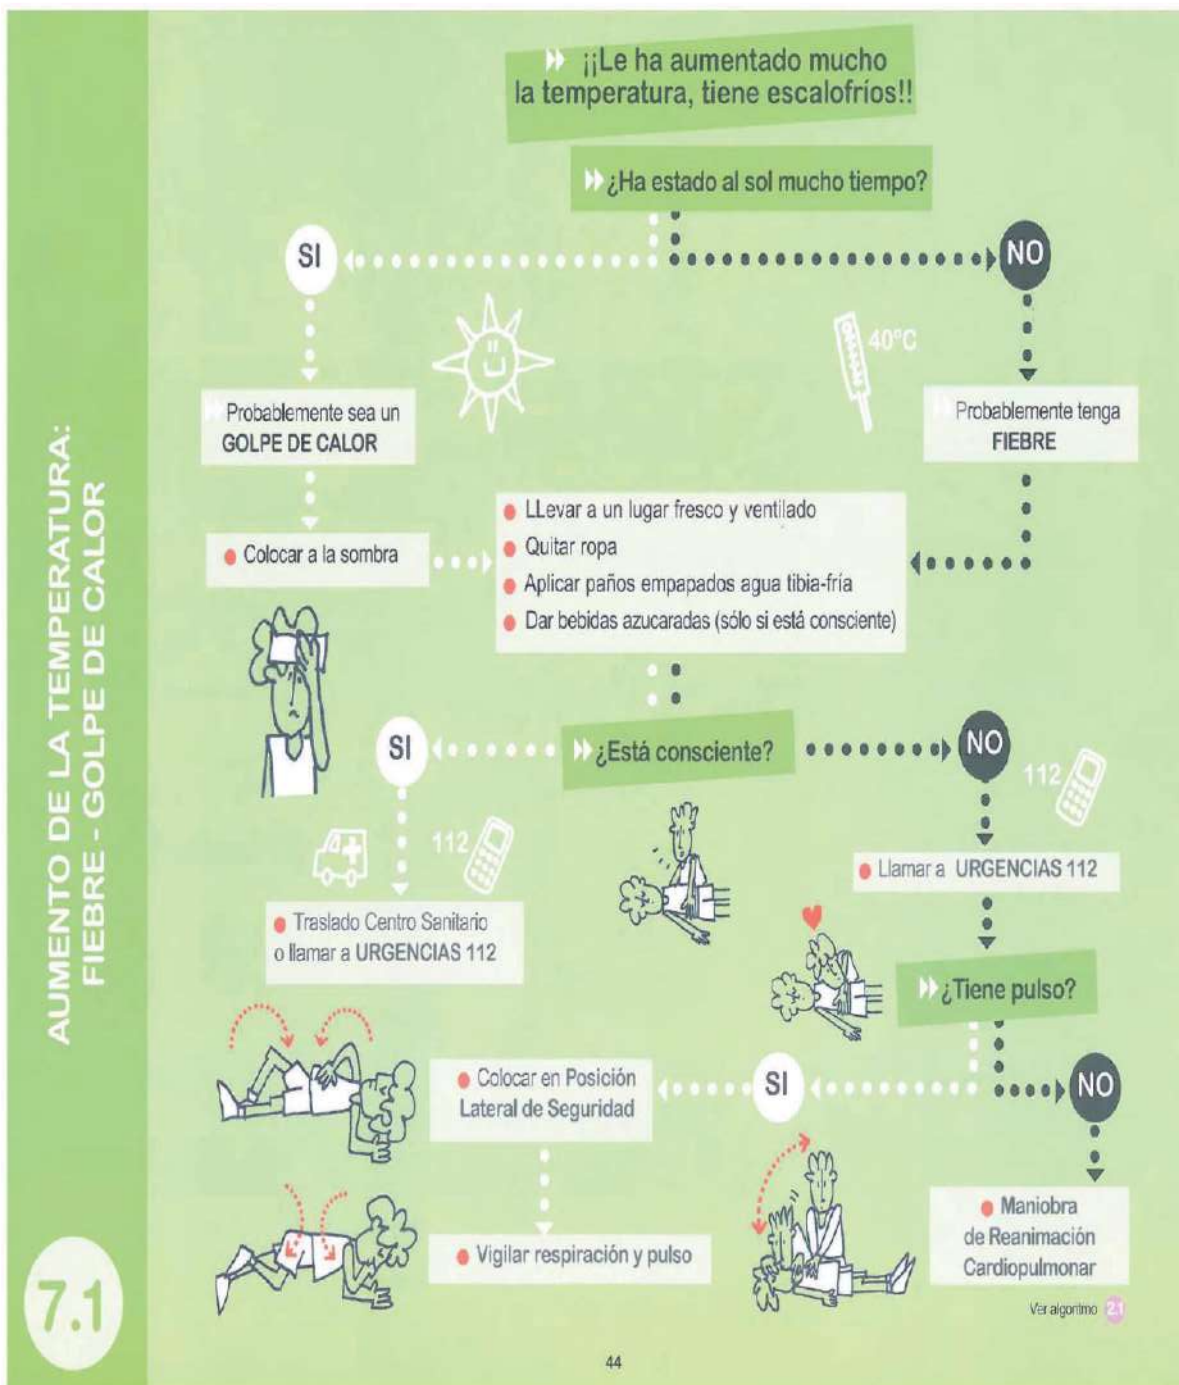 ¡¡Le ha aumentado mucho
la temperatura, tiene escalofríos!!
¿Ha estado al sol mucho tiempo?
SI
NO
40ºC
Probablemente sea un
GOLPE DE CALOR
Probablemente tenga
FIEBRE
Colocar a la sombra
LLevar a un lugar fresco y ventilado
Quitar ropa
Aplicar paños empapados agua tibia-fría
Dar bebidas azucaradas (sólo si está consciente)
¿Está consciente?
SI
NO
112
112
Traslado Centro Sanitario
o llamar a URGENCIAS 112
Llamar a URGENCIAS 112
¿Tiene pulso?
SI
NO
Colocar en Posición
Lateral de Seguridad
Vigilar respiración y pulso
Maniobra
de Reanimación
Cardiopulmonar
Ver algoritmo 2.1
AUMENTO DE LA TEMPERATURA:
FIEBRE - GOLPE DE CALOR
7.1
44